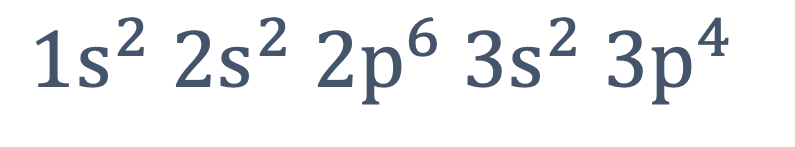 1s² 2s² 2p⁶ 3s² 3p⁴